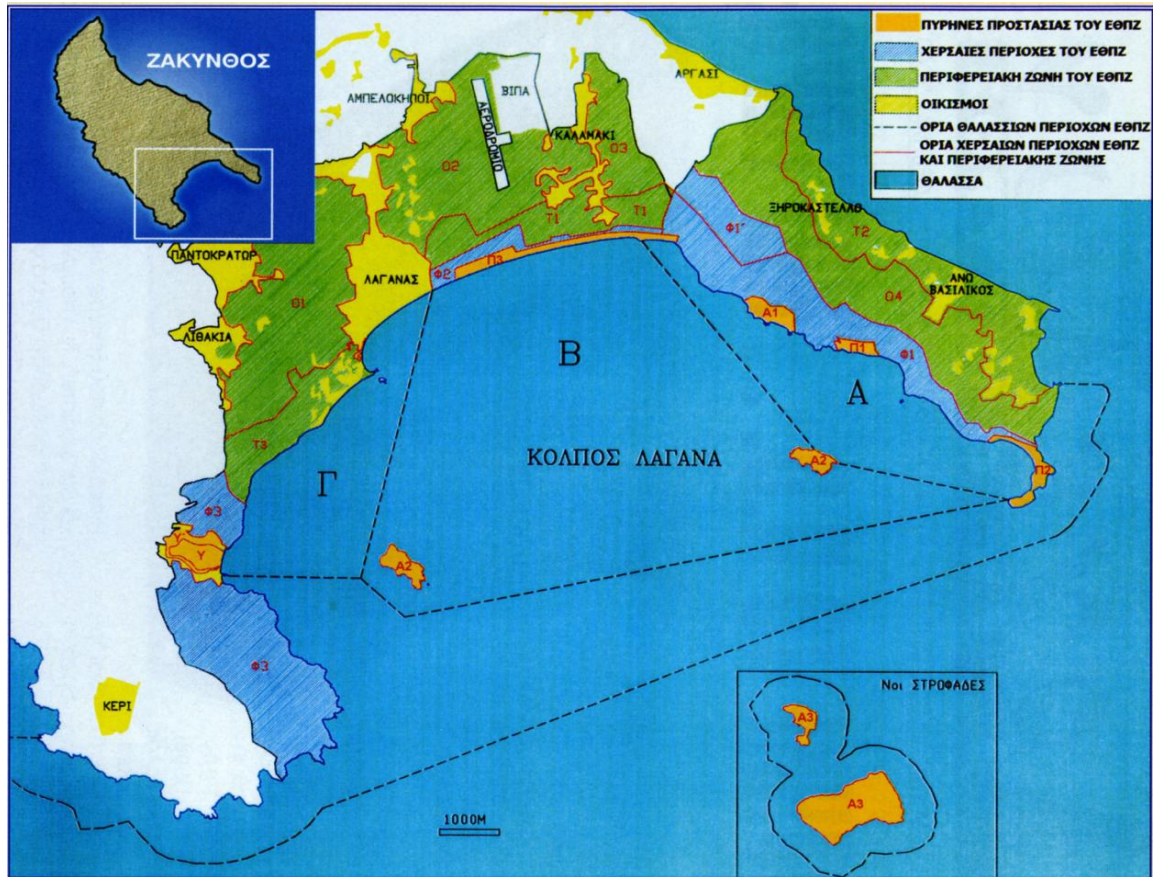 ΖΑΚΥΝΘΟΣ
ΠΥΡΗΝΕΣ ΠΡΟΣΤΑΣΙΑΣ ΤΟΥ ΕΘΠΖ
ΧΕΡΣΑΙΕΣ ΠΕΡΙΟΧΕΣ ΤΟΥ ΕΘΠΖ
ΠΕΡΙΦΕΡΕΙΑΚΗ ΖΩΝΗ ΤΟΥ ΕΘΠΖ
ΟΙΚΙΣΜΟΙ
ΟΡΙΑ ΘΑΛΑΣΣΙΩΝ ΠΕΡΙΟΧΩΝ ΕΘΠΖ
ΟΡΙΑ ΧΕΡΣΑΙΩΝ ΠΕΡΙΟΧΩΝ ΕΘΠΖ
ΚΑΙ ΠΕΡΙΦΕΡΕΙΑΚΗΣ ΖΩΝΗΣ
ΘΑΛΑΣΣΑ
ΑΡΓΑΣΙ
ΑΜΠΕΛΟΚΗΠΟΙ
ΒΙΠΑ
ΑΕΡΟΔΡΟΜΙΟ
ΚΑΛΑΜΑΚΙ
Θ2
Θ3
Τ1
Τ1
Φ1'
ΞΗΡΟΚΑΣΤΕΛΛΟ
Τ2
ΠΑΝΤΟΚΡΑΤΩΡ
ΛΑΓΑΝΑΣ
Φ2
Π3
Θ1
Θ4
ΑΝΩ
ΒΑΣΙΛΙΚΟΣ
Α1
ΛΙΘΑΚΙΑ
Π1
Φ1
Β
Α
Τ3
Γ
ΚΟΛΠΟΣ ΛΑΓΑΝΑ
Α2
Π2
Φ3
Υ
Α2
Φ3
ΚΕΡΙ
Νοι ΣΤΡΟΦΑΔΕΣ
Α3
Α3
1000Μ